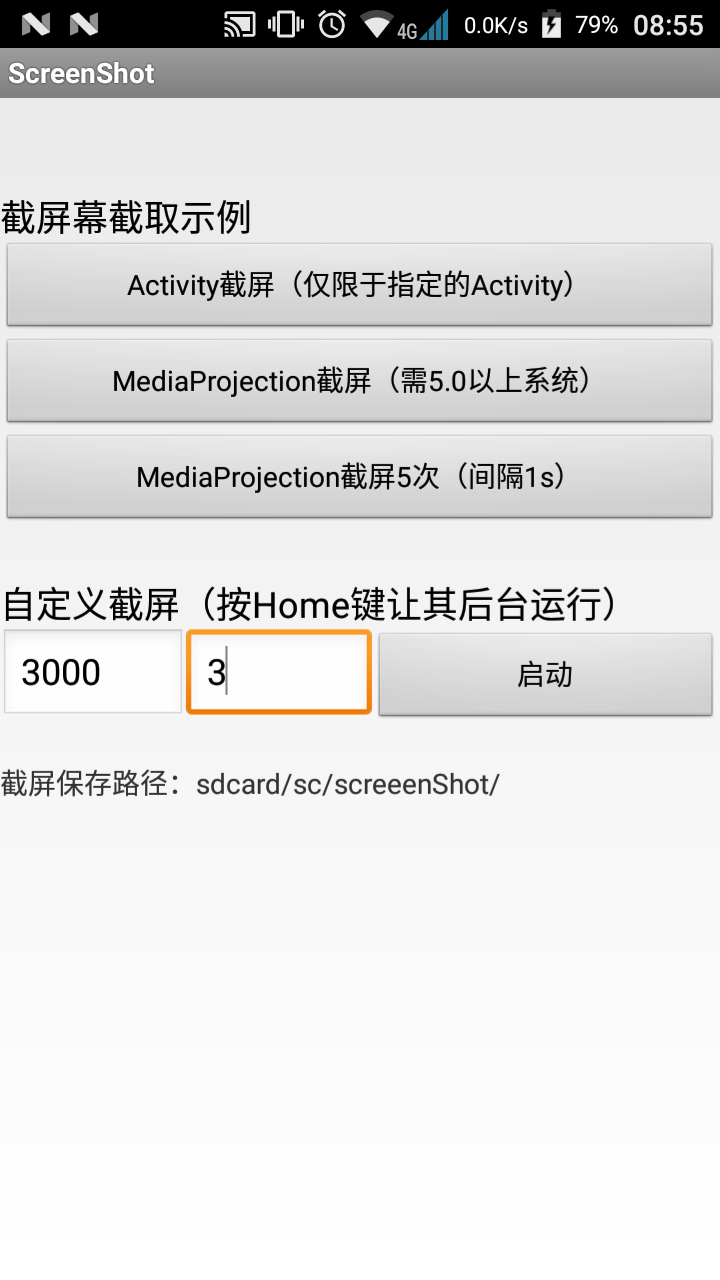 4G 0.0K/s 79% 08:55
ScreenShot
截屏幕截取示例
Activity截屏（仅限于指定的Activity）
MediaProjection截屏（需5.0以上系统）
MediaProjection截屏5次（间隔1s）
自定义截屏（按Home键让其后台运行）
3000 3 启动
截屏保存路径：sdcard/sc/screeenShot/